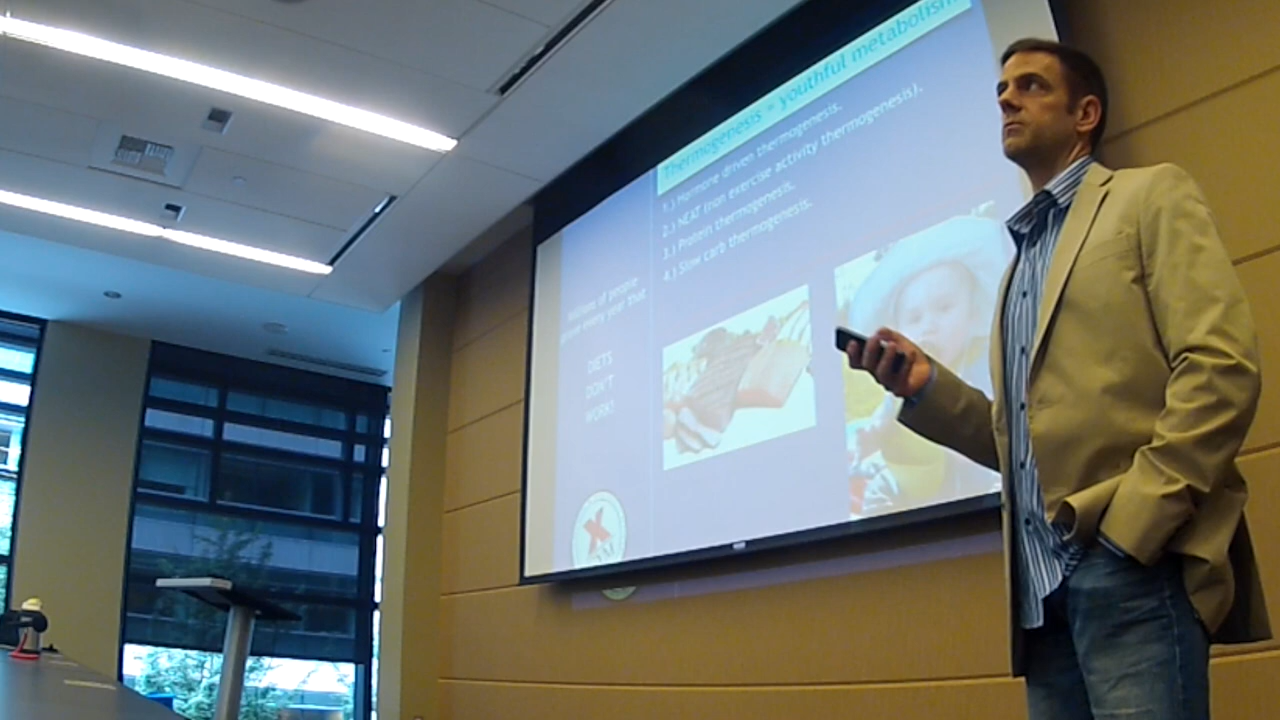 Thermogenesis = youthful metabolism
1.) Hormone driven thermogenesis.
2.) NEAT (non exercise activity thermogenesis).
3.) Protein thermogenesis.
4.) Slow carb thermogenesis.
Millions of people
prove every year that
DIETS
DON'T
WORK!